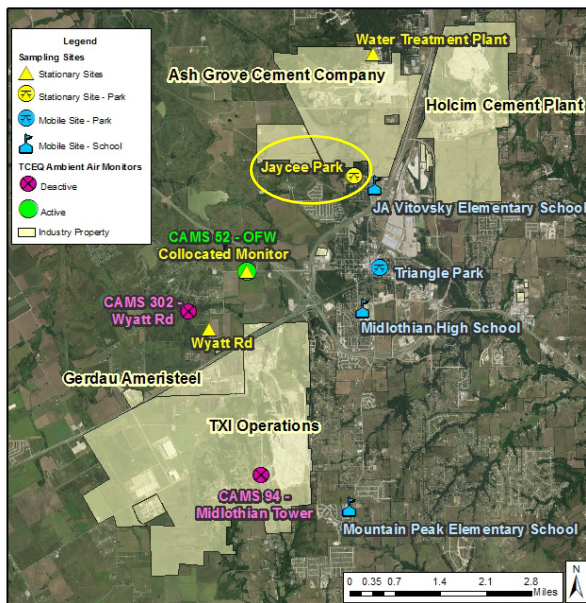 Legend
Sampling Sites
Stationary Sites
Stationary Site - Park
Mobile Site - Park
Mobile Site - School
TCEQ Ambient Air Monitors
Deactive
Active
Industry Property
Water Treatment Plant
Ash Grove Cement Company
Holcim Cement Plant
Jaycee Park
JA Vitovsky Elementary School
CAMS 52 - OFW
Collocated Monitor
Triangle Park
CAMS 302 -
Wyatt Rd
Midlothian High School
Wyatt Rd
Gerdau Ameristeel
TXI Operations
CAMS 94 -
Midlothian Tower
Mountain Peak Elementary School
0 0.35 0.7 1.4 2.1 2.8
Miles
N